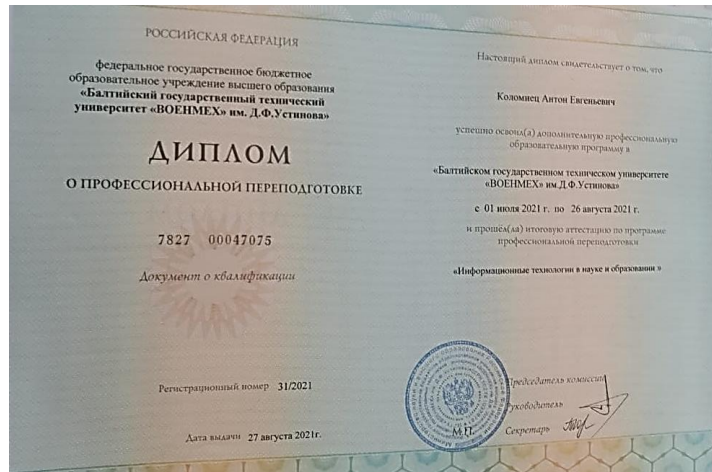 РОССИЙСКАЯ ФЕДЕРАЦИЯ
федеральное государственное бюджетное
образовательное учреждение высшего образования
«Балтийский государственный технический
университет «ВОЕНМЕХ» им. Д.Ф.Устинова»
ДИПЛОМ
О ПРОФЕССИОНАЛЬНОЙ ПЕРЕПОДГОТОВКЕ
7827 00047075
Документ о квалификации
Регистрационный номер 31/2021
Дата выдачи 27 августа 2021г.
Настоящий диплом свидетельствует о том, что
Коломиец Антон Евгеньевич
успешно освоил(а) дополнительную профессиональную
образовательную программу в
«Балтийском государственном техническом университете
«ВОЕНМЕХ» им Д.Ф.Устинова»
с 01 июля 2021 г. по 26 августа 2021 г.
и прошёл(ла) итоговую аттестацию по программе
профессиональной переподготовки
«Информационные технологии в науке и образовании »
Председатель комиссии
Руководитель
М.П.
Секретарь